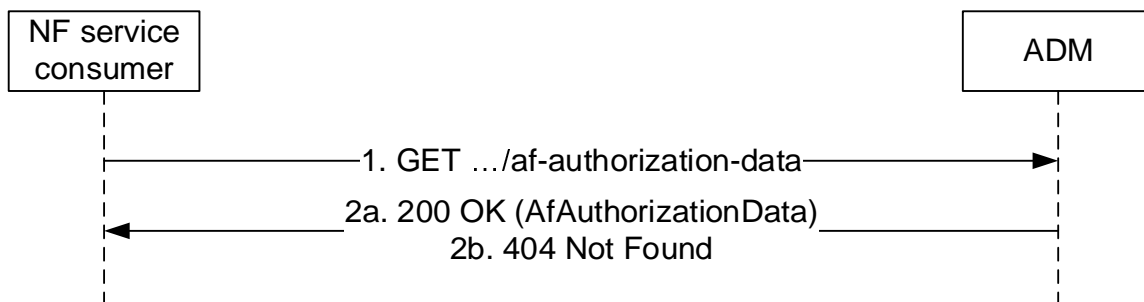 NF service
consumer
ADM
1. GET …/af-authorization-data
2a. 200 OK (AfAuthorizationData)
2b. 404 Not Found